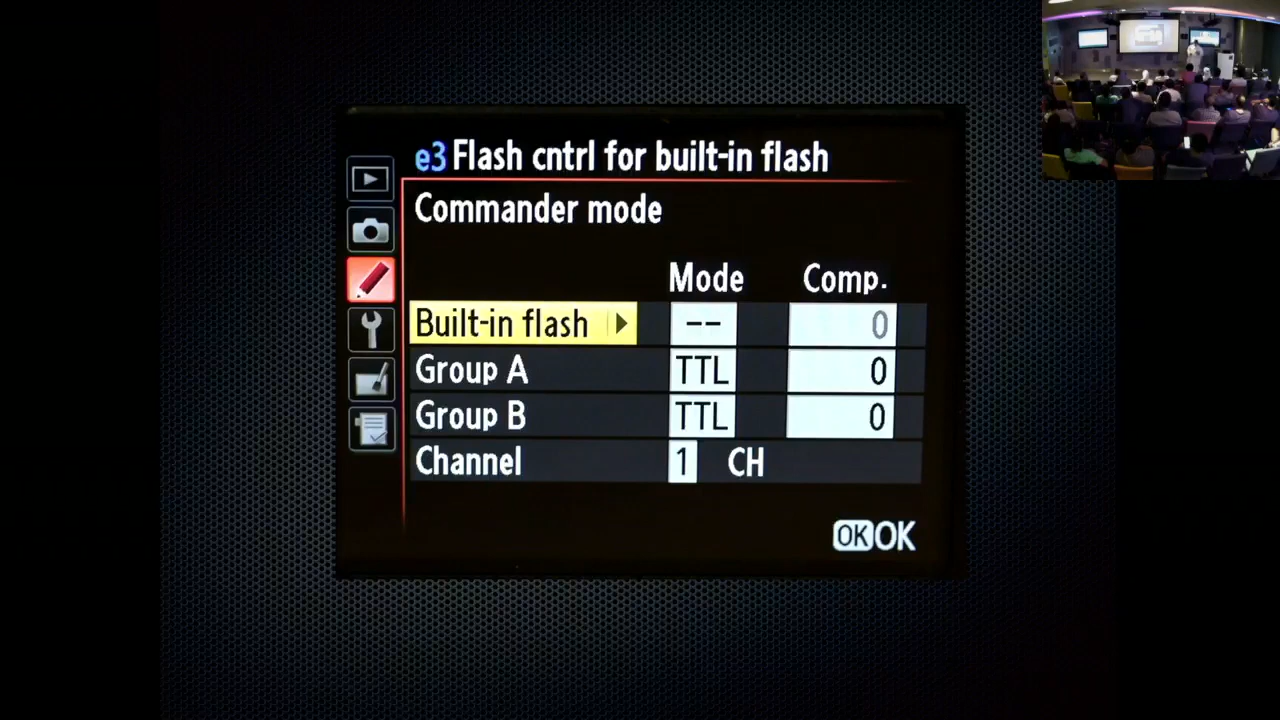 e3 Flash cntrl for built-in flash
Commander mode
Mode Comp.
Built-in flash -- 0
Group A TTL 0
Group B TTL 0
Channel 1 CH
OK OK